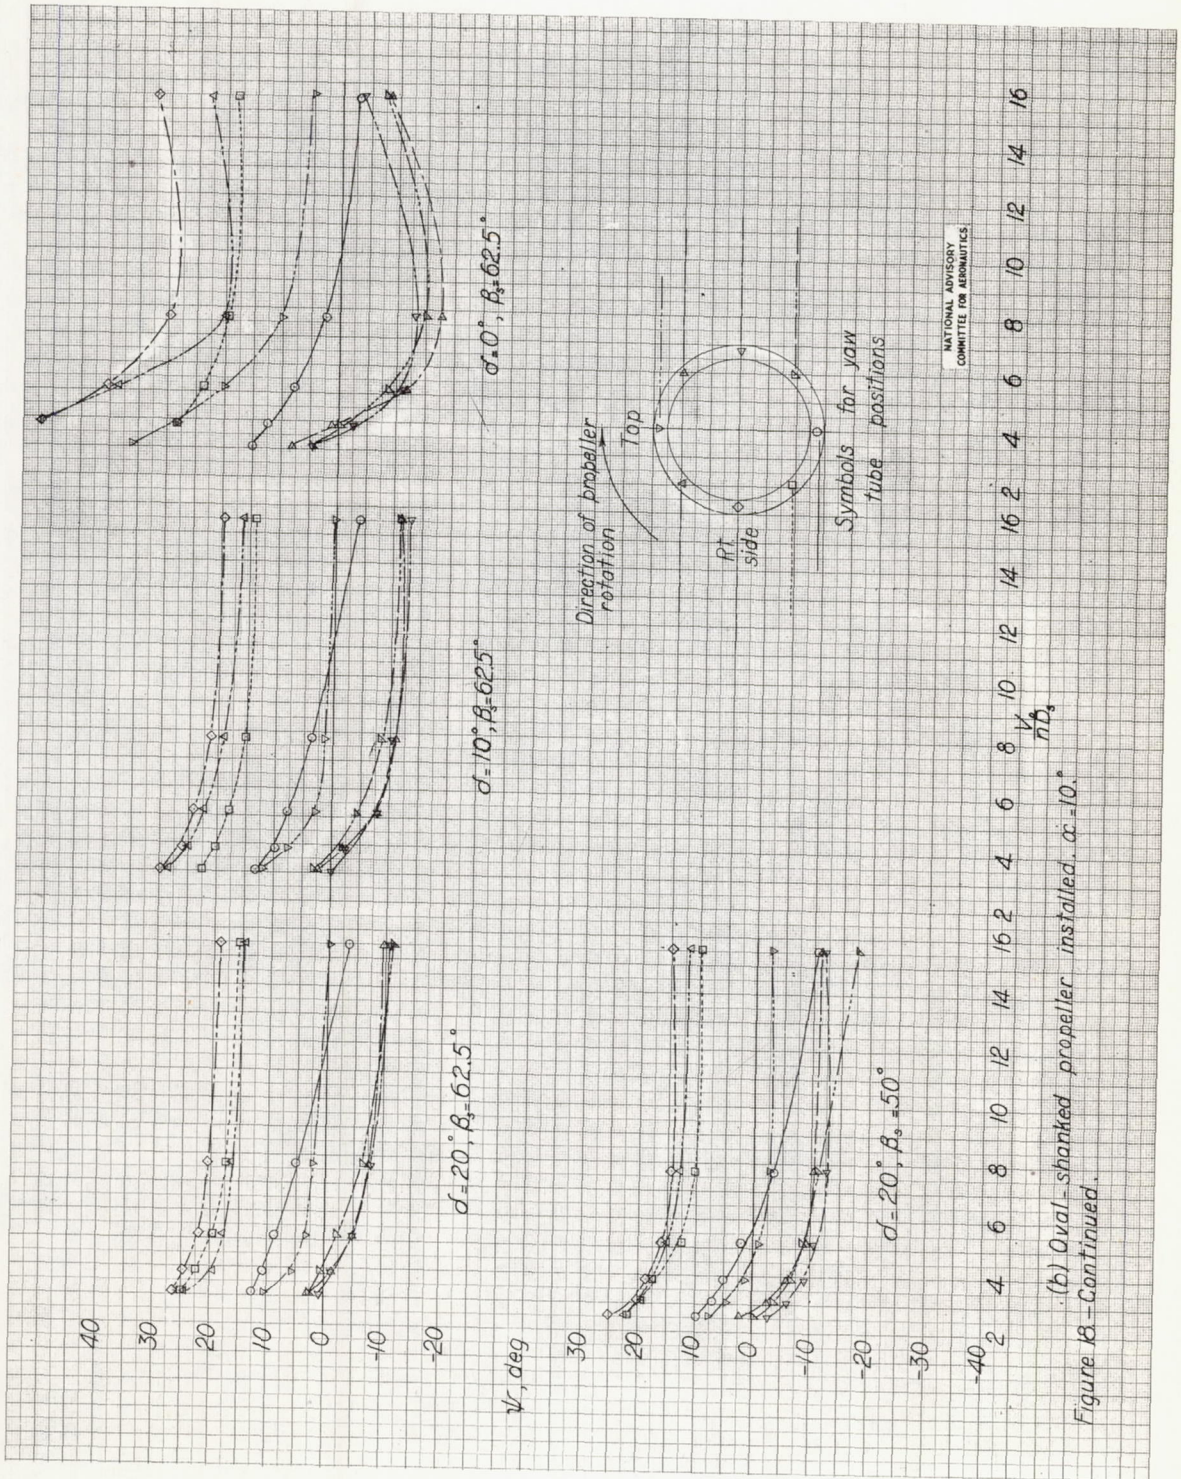 40
30
20
10
0
-10
-20
ψr, deg
σ=20°, βs=62.5°
σ=10°, βs=62.5°
σ=0°, βs=62.5°
30
20
10
0
-10
-20
-30
-40
σ=20°, βs=50°
Direction of propeller
rotation
Top
Rt.
side
Symbols for yaw
tube positions
NATIONAL ADVISORY
COMMITTEE FOR AERONAUTICS
2 4 6 8 10 12 14 16 2 4 6 8 10 12 14 16 2 4 6 8 10 12 14 16
V
nDs
(b) Oval-shanked propeller installed. α=10.°
Figure 18.-Continued.